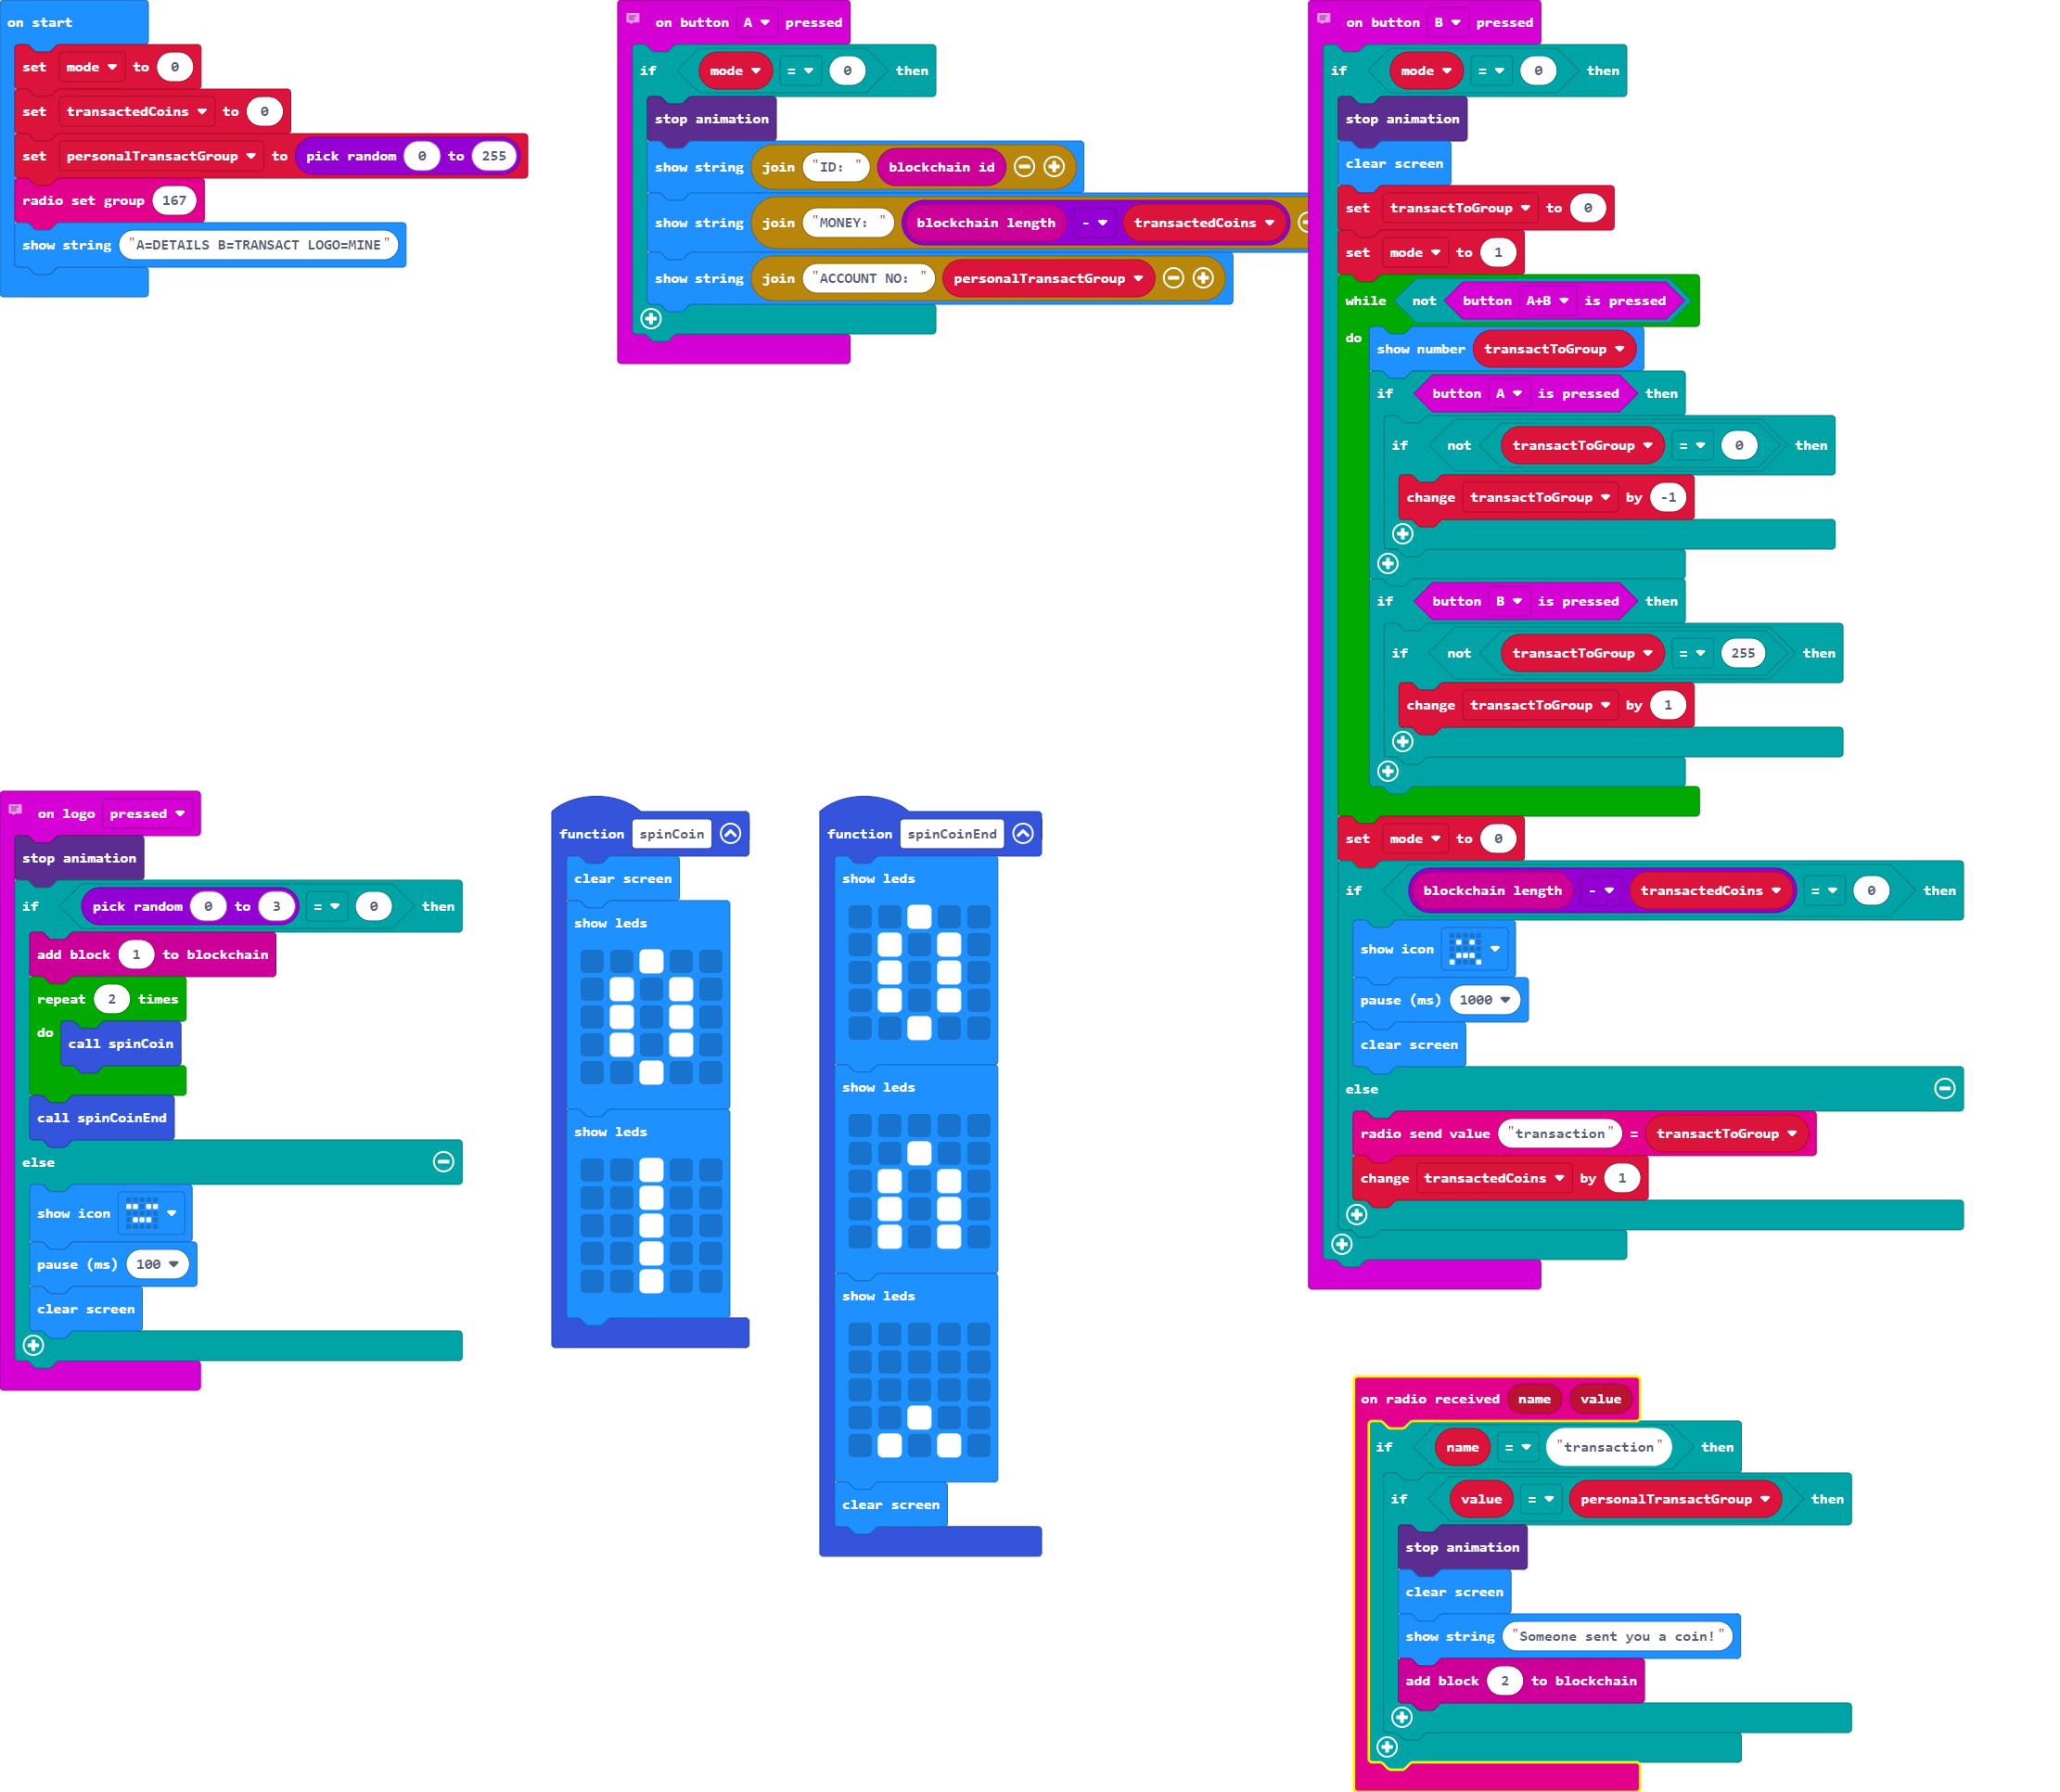 on start
set mode to 0
set transactedCoins to 0
set personalTransactGroup to pick random 0 to 255
radio set group 167
show string "A=DETAILS B=TRANSACT LOGO=MINE"
on button A pressed
if mode = 0 then
stop animation
show string join "ID: " blockchain id
show string join "MONEY: " blockchain length - transactedCoins
show string join "ACCOUNT NO: " personalTransactGroup
on button B pressed
if mode = 0 then
stop animation
clear screen
set transactToGroup to 0
set mode to 1
while not button A+B is pressed
do
show number transactToGroup
if button A is pressed then
if not transactToGroup = 0 then
change transactToGroup by -1
if button B is pressed then
if not transactToGroup = 255 then
change transactToGroup by 1
set mode to 0
if blockchain length - transactedCoins = 0 then
show icon
pause (ms) 1000
clear screen
else
radio send value "transaction" = transactToGroup
change transactedCoins by 1
on logo pressed
stop animation
if pick random 0 to 3 = 0 then
add block 1 to blockchain
repeat 2 times
do
call spinCoin
call spinCoinEnd
else
show icon
pause (ms) 100
clear screen
function spinCoin
clear screen
show leds
show leds
function spinCoinEnd
show leds
show leds
show leds
clear screen
on radio received name value
if name = "transaction" then
if value = personalTransactGroup then
stop animation
clear screen
show string "Someone sent you a coin!"
add block 2 to blockchain